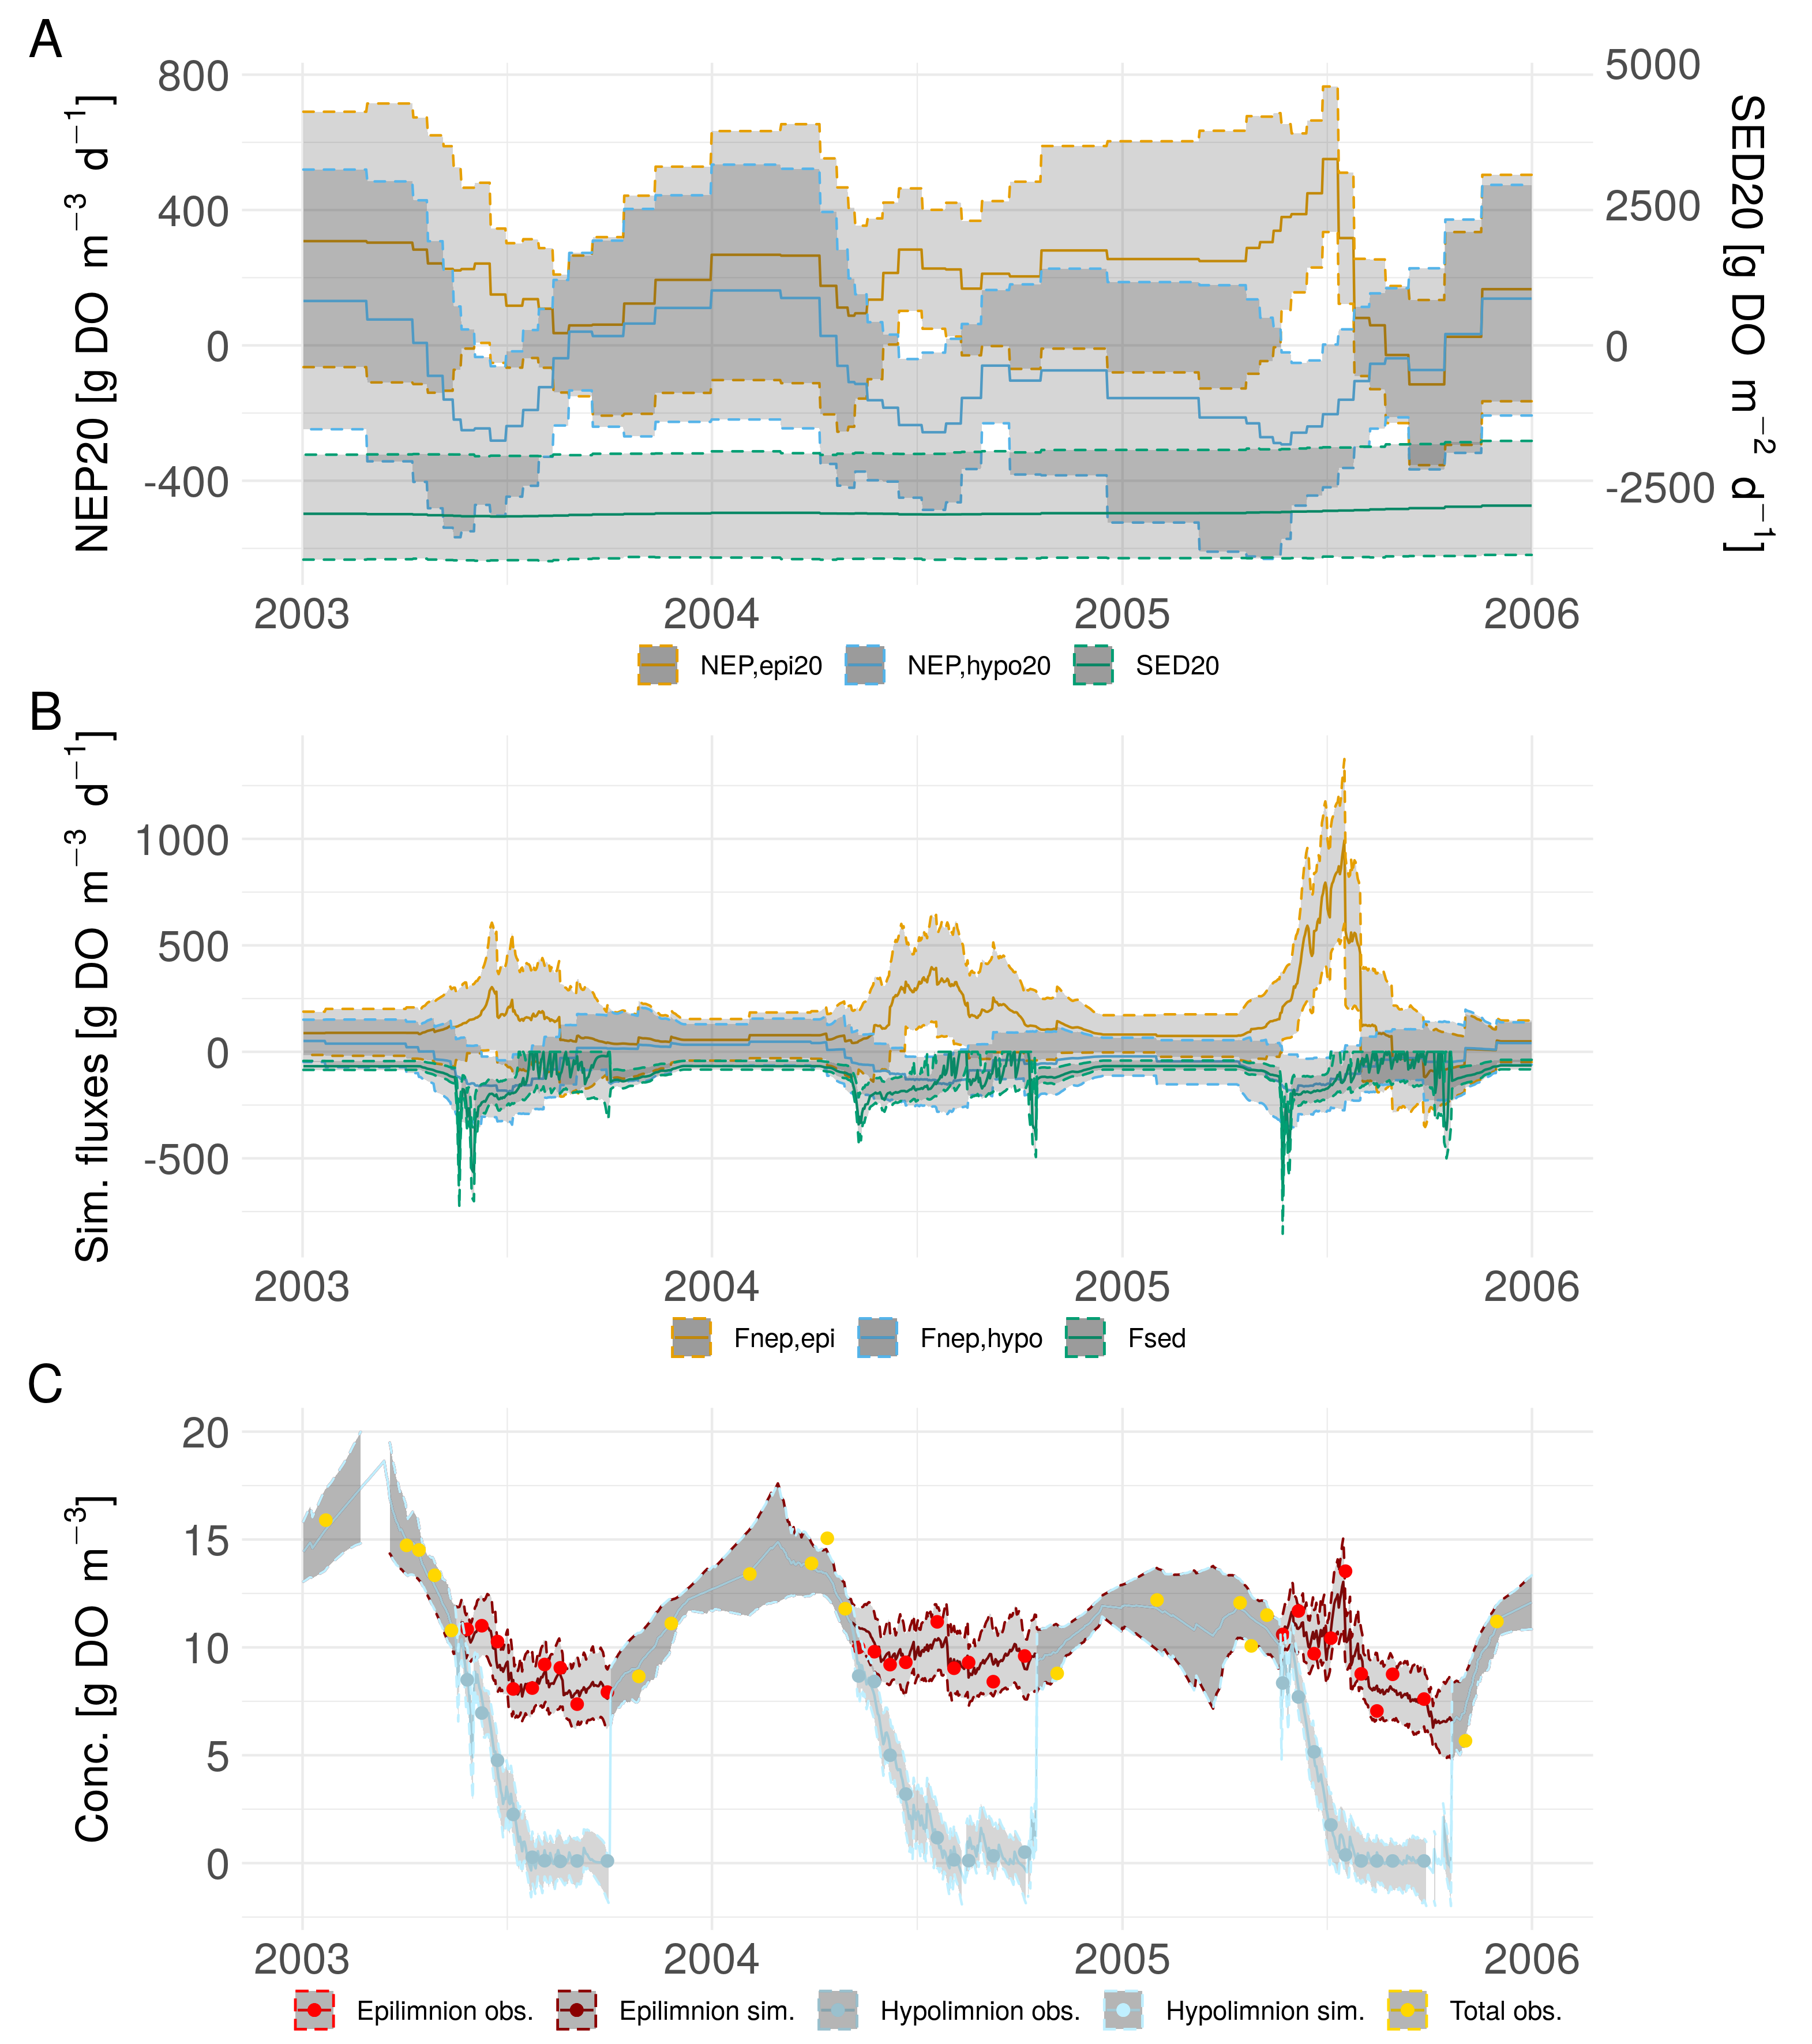 A
800
400
0
-400
NEP20 [g DO m−3 d−1]
5000
2500
0
-2500
SED20 [g DO m−2 d−1]
2003 2004 2005 2006
NEP,epi20 NEP,hypo20 SED20
B
1000
500
0
-500
Sim. fluxes [g DO m−3 d−1]
2003 2004 2005 2006
Fnep,epi Fnep,hypo Fsed
C
20
15
10
5
0
Conc. [g DO m−3]
2003 2004 2005 2006
Epilimnion obs. Epilimnion sim. Hypolimnion obs. Hypolimnion sim. Total obs.